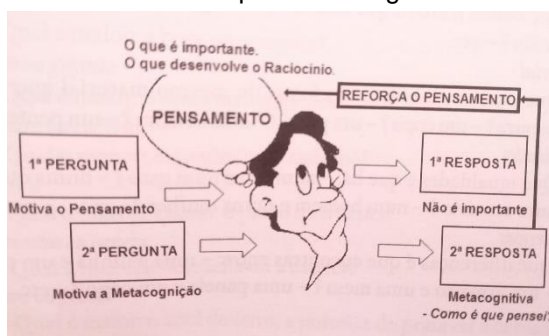 O que é importante.
O que desenvolve o Raciocínio.
REFORÇA O PENSAMENTO
PENSAMENTO
1ª PERGUNTA
1ª RESPOSTA
Motiva o Pensamento
Não é importante
2ª PERGUNTA
2ª RESPOSTA
Motiva a Metacognição
Metacognitiva
- Como é que pensei